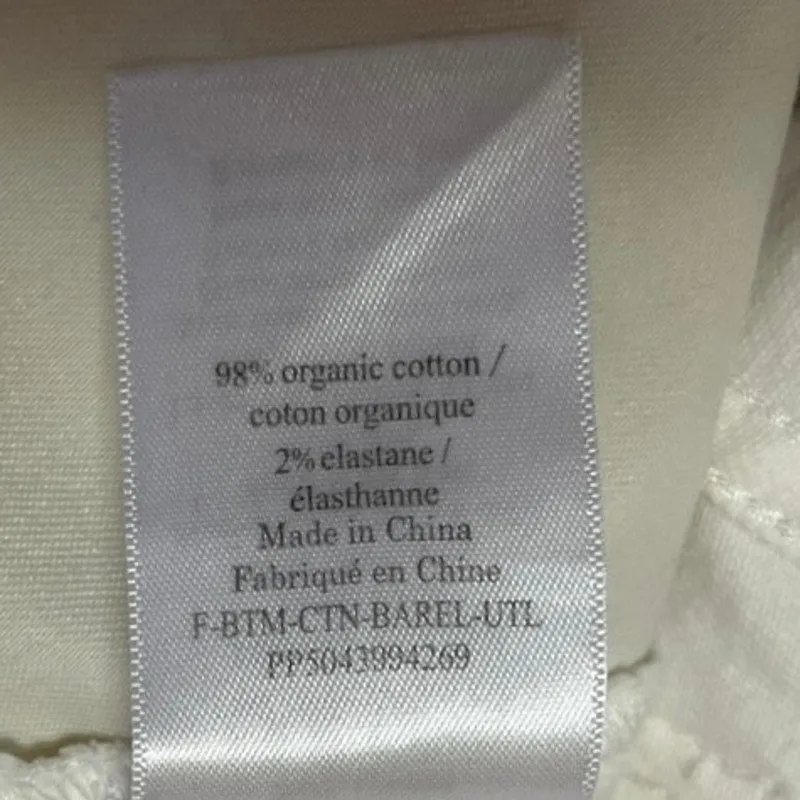 98% organic cotton /
coton organique
2% elastane /
élasthanne
Made in China
Fabriqué en Chine
F-BTM-CTN-BAREL-UTL
PP5043994269